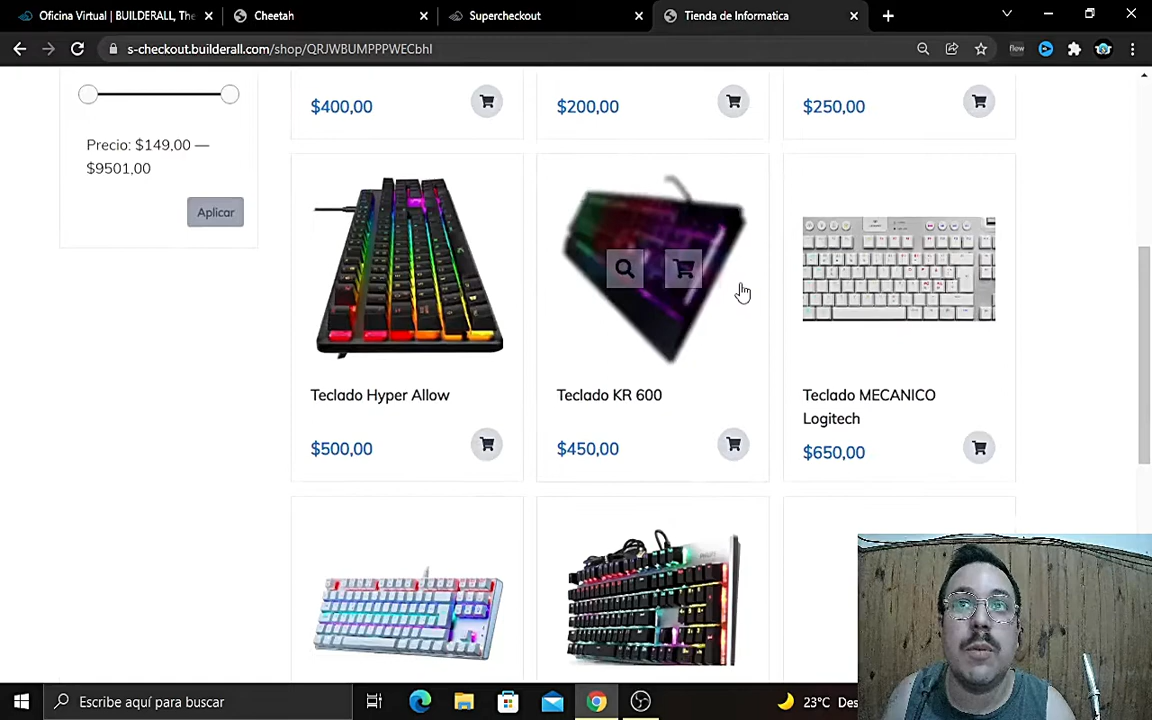 Oficina Virtual | BUILDERALL, The
Cheetah
Supercheckout
Tienda de Informatica
s-checkout.builderall.com/shop/QRJWBUMPPPWECbhl
flow
$400,00
$200,00
$250,00
Precio: $149,00 —
$9501,00
Aplicar
Teclado Hyper Allow
Teclado KR 600
Teclado MECANICO
Logitech
$500,00
$450,00
$650,00
Escribe aquí para buscar
23°C Des